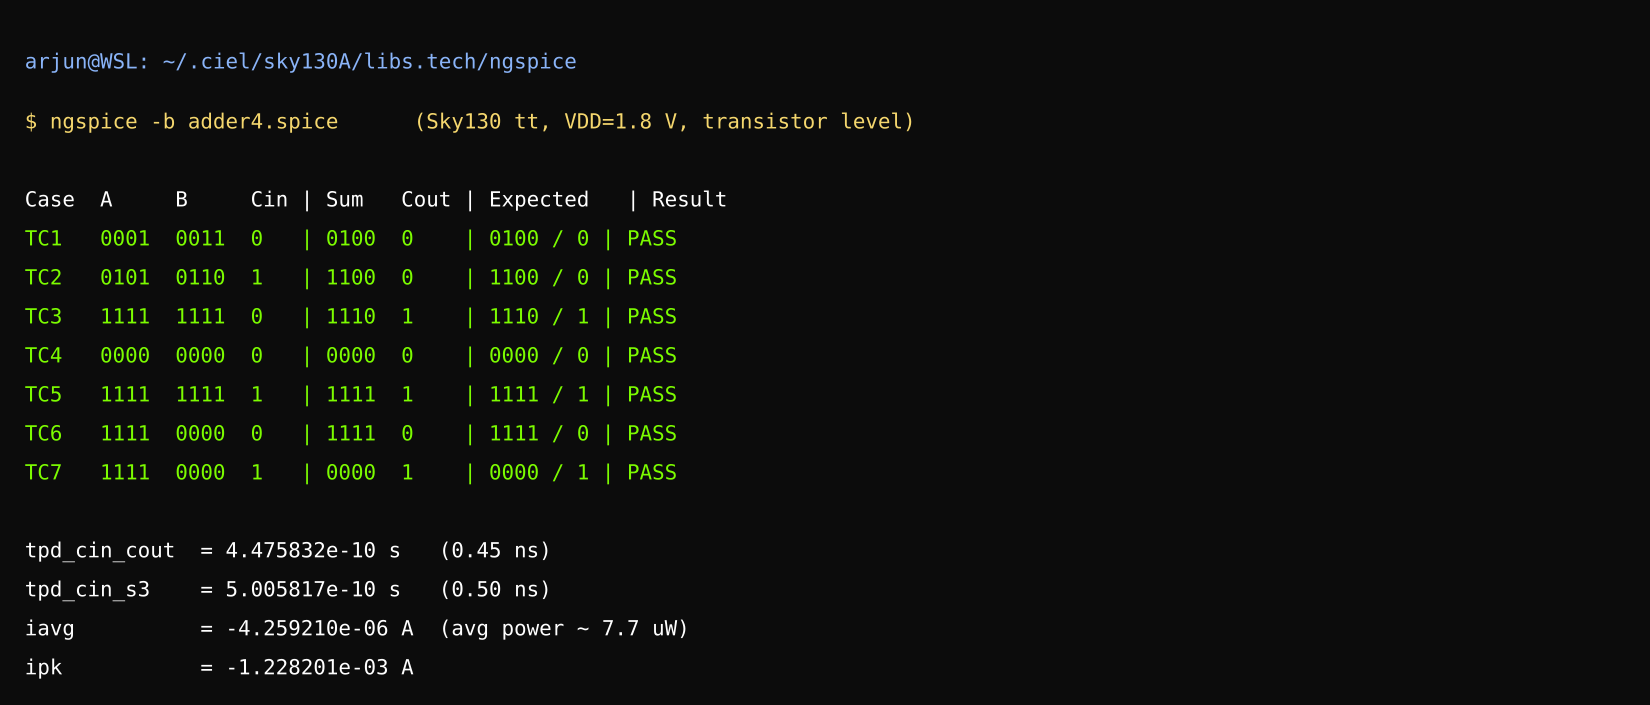 arjun@WSL: ~/.ciel/sky130A/libs.tech/ngspice
$ ngspice -b adder4.spice      (Sky130 tt, VDD=1.8 V, transistor level)
Case  A     B     Cin | Sum   Cout | Expected   | Result
TC1   0001  0011  0   | 0100  0    | 0100 / 0 | PASS
TC2   0101  0110  1   | 1100  0    | 1100 / 0 | PASS
TC3   1111  1111  0   | 1110  1    | 1110 / 1 | PASS
TC4   0000  0000  0   | 0000  0    | 0000 / 0 | PASS
TC5   1111  1111  1   | 1111  1    | 1111 / 1 | PASS
TC6   1111  0000  0   | 1111  0    | 1111 / 0 | PASS
TC7   1111  0000  1   | 0000  1    | 0000 / 1 | PASS
tpd_cin_cout  = 4.475832e-10 s   (0.45 ns)
tpd_cin_s3    = 5.005817e-10 s   (0.50 ns)
iavg          = -4.259210e-06 A  (avg power ~ 7.7 uW)
ipk           = -1.228201e-03 A